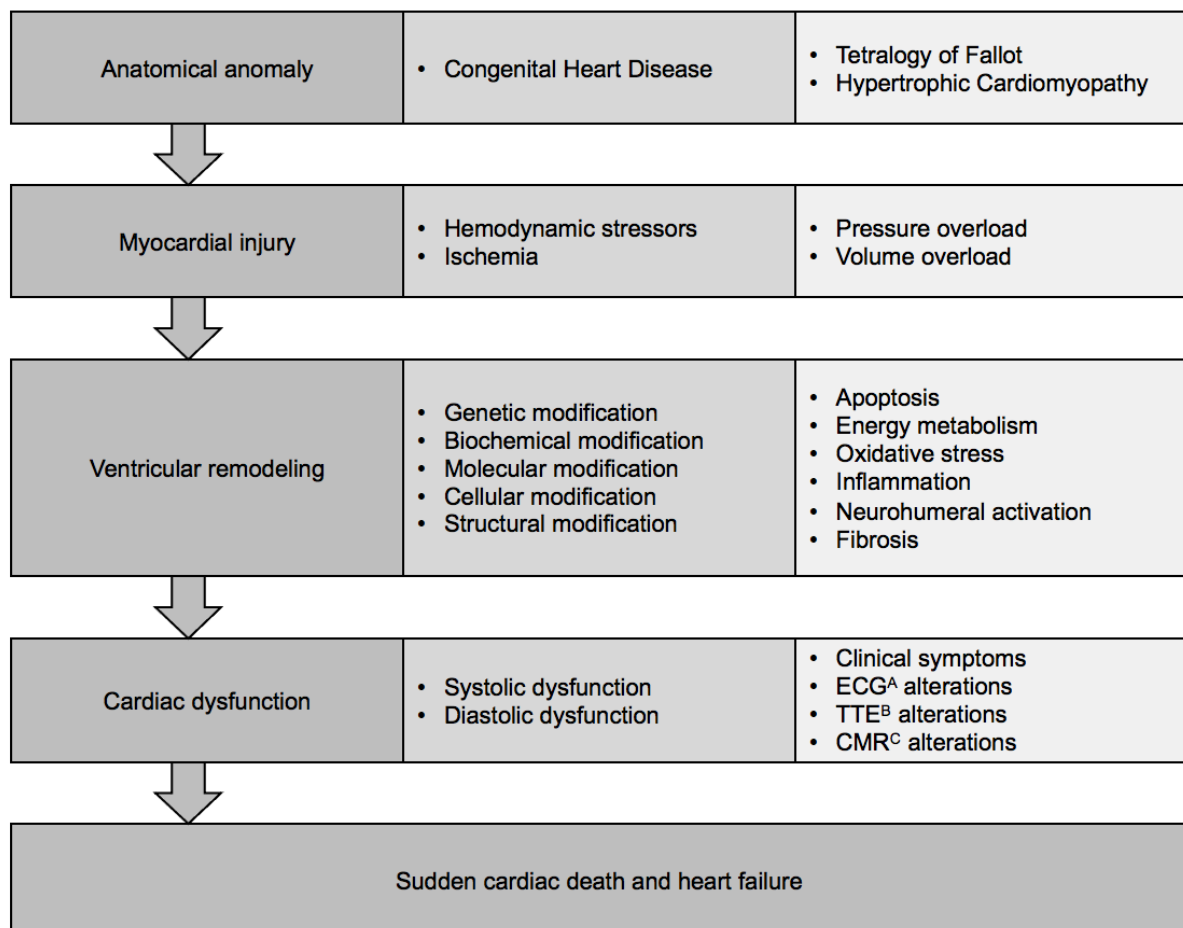 Anatomical anomaly
• Congenital Heart Disease
• Tetralogy of Fallot
• Hypertrophic Cardiomyopathy
Myocardial injury
• Hemodynamic stressors
• Ischemia
• Pressure overload
• Volume overload
Ventricular remodeling
• Genetic modification
• Biochemical modification
• Molecular modification
• Cellular modification
• Structural modification
• Apoptosis
• Energy metabolism
• Oxidative stress
• Inflammation
• Neurohumeral activation
• Fibrosis
Cardiac dysfunction
• Systolic dysfunction
• Diastolic dysfunction
• Clinical symptoms
• ECGᴬ alterations
• TTEᴮ alterations
• CMRᶜ alterations
Sudden cardiac death and heart failure